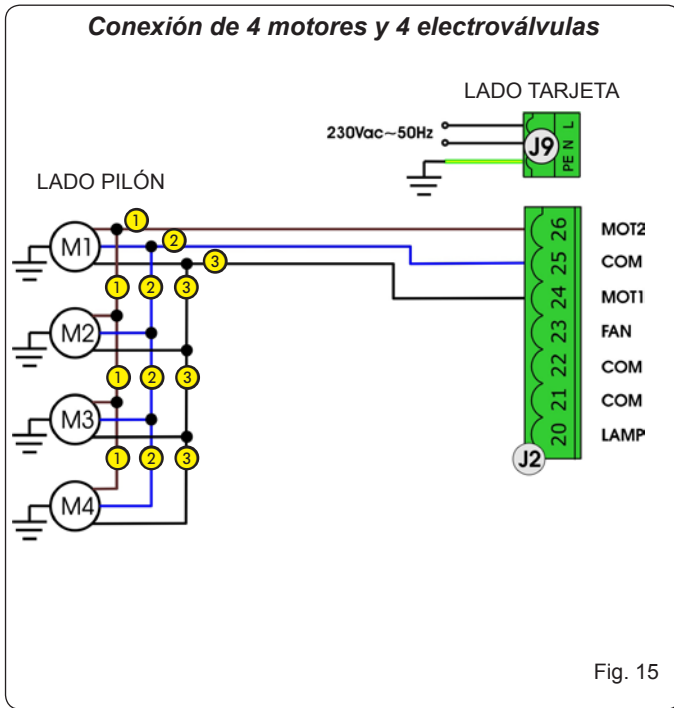 Conexión de 4 motores y 4 electroválvulas
LADO TARJETA
230Vac~50Hz
J9
PE N L
LADO PILÓN
M1
M2
M3
M4
1
2
3
1 2 3
1 2 3
1 2 3
26 MOT2
25 COM
24 MOT1
23 FAN
22 COM
21 COM
20 LAMP
J2
Fig. 15